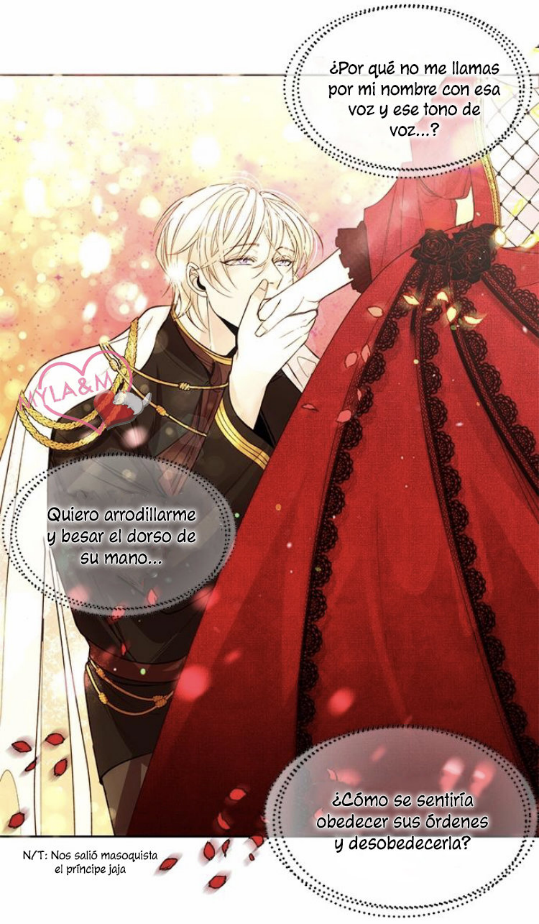 ¿Por qué no me llamas
por mi nombre con esa
voz y ese tono de
voz...?
MYLA&M
Quiero arrodillarme
y besar el dorso de
su mano...
¿Cómo se sentiría
obedecer sus órdenes
y desobedecerla?
N/T: Nos salió masoquista
el príncipe jaja